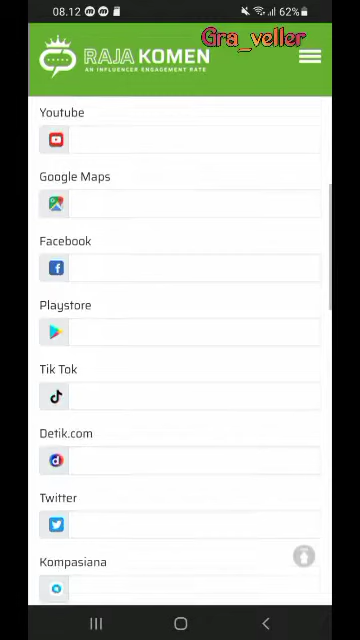 08.12
62%
Gra_veller
RAJA KOMEN
AN INFLUENCER ENGAGEMENT RATE
Youtube
Google Maps
Facebook
Playstore
Tik Tok
Detik.com
Twitter
Kompasiana